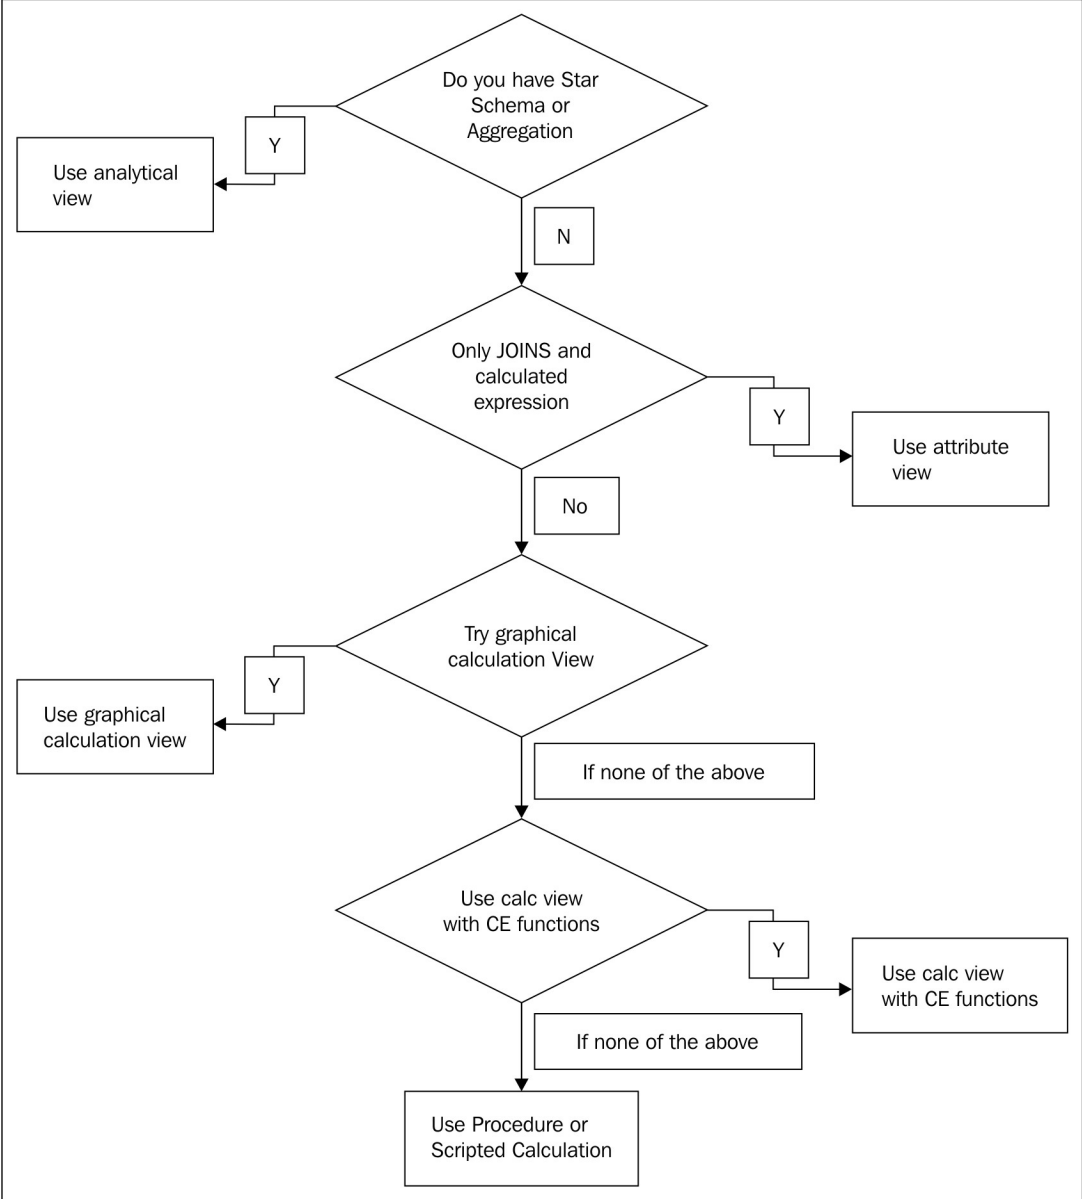 Do you have Star
Schema or
Aggregation
Y
Use analytical
view
N
Only JOINS and
calculated
expression
Y
Use attribute
view
No
Try graphical
calculation View
Y
Use graphical
calculation view
If none of the above
Use calc view
with CE functions
Y
Use calc view
with CE functions
If none of the above
Use Procedure or
Scripted Calculation